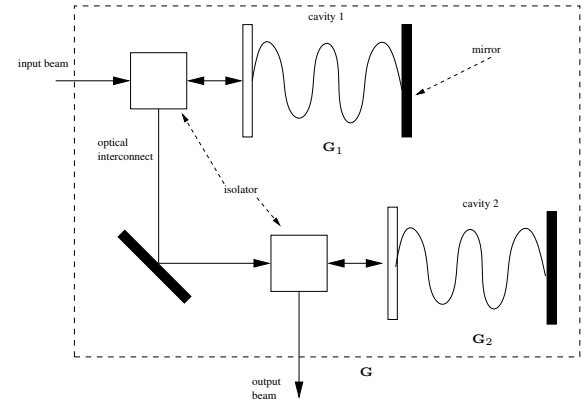 cavity 1
input beam
mirror
optical
interconnect
G₁
isolator
cavity 2
G₂
G
output
beam